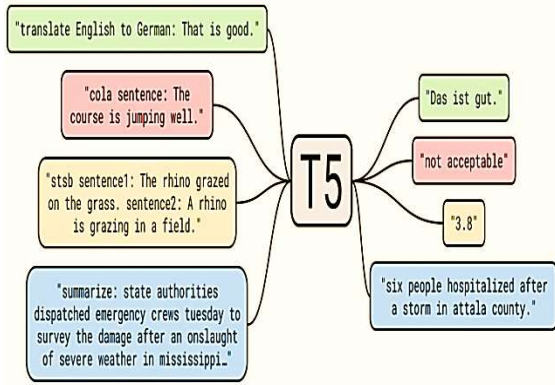 "translate English to German: That is good."
"cola sentence: The
course is jumping well."
"stsb sentence1: The rhino grazed
on the grass. sentence2: A rhino
is grazing in a field."
"summarize: state authorities
dispatched emergency crews tuesday to
survey the damage after an onslaught
of severe weather in mississippi…"
T5
"Das ist gut."
"not acceptable"
"3.8"
"six people hospitalized after
a storm in attala county."